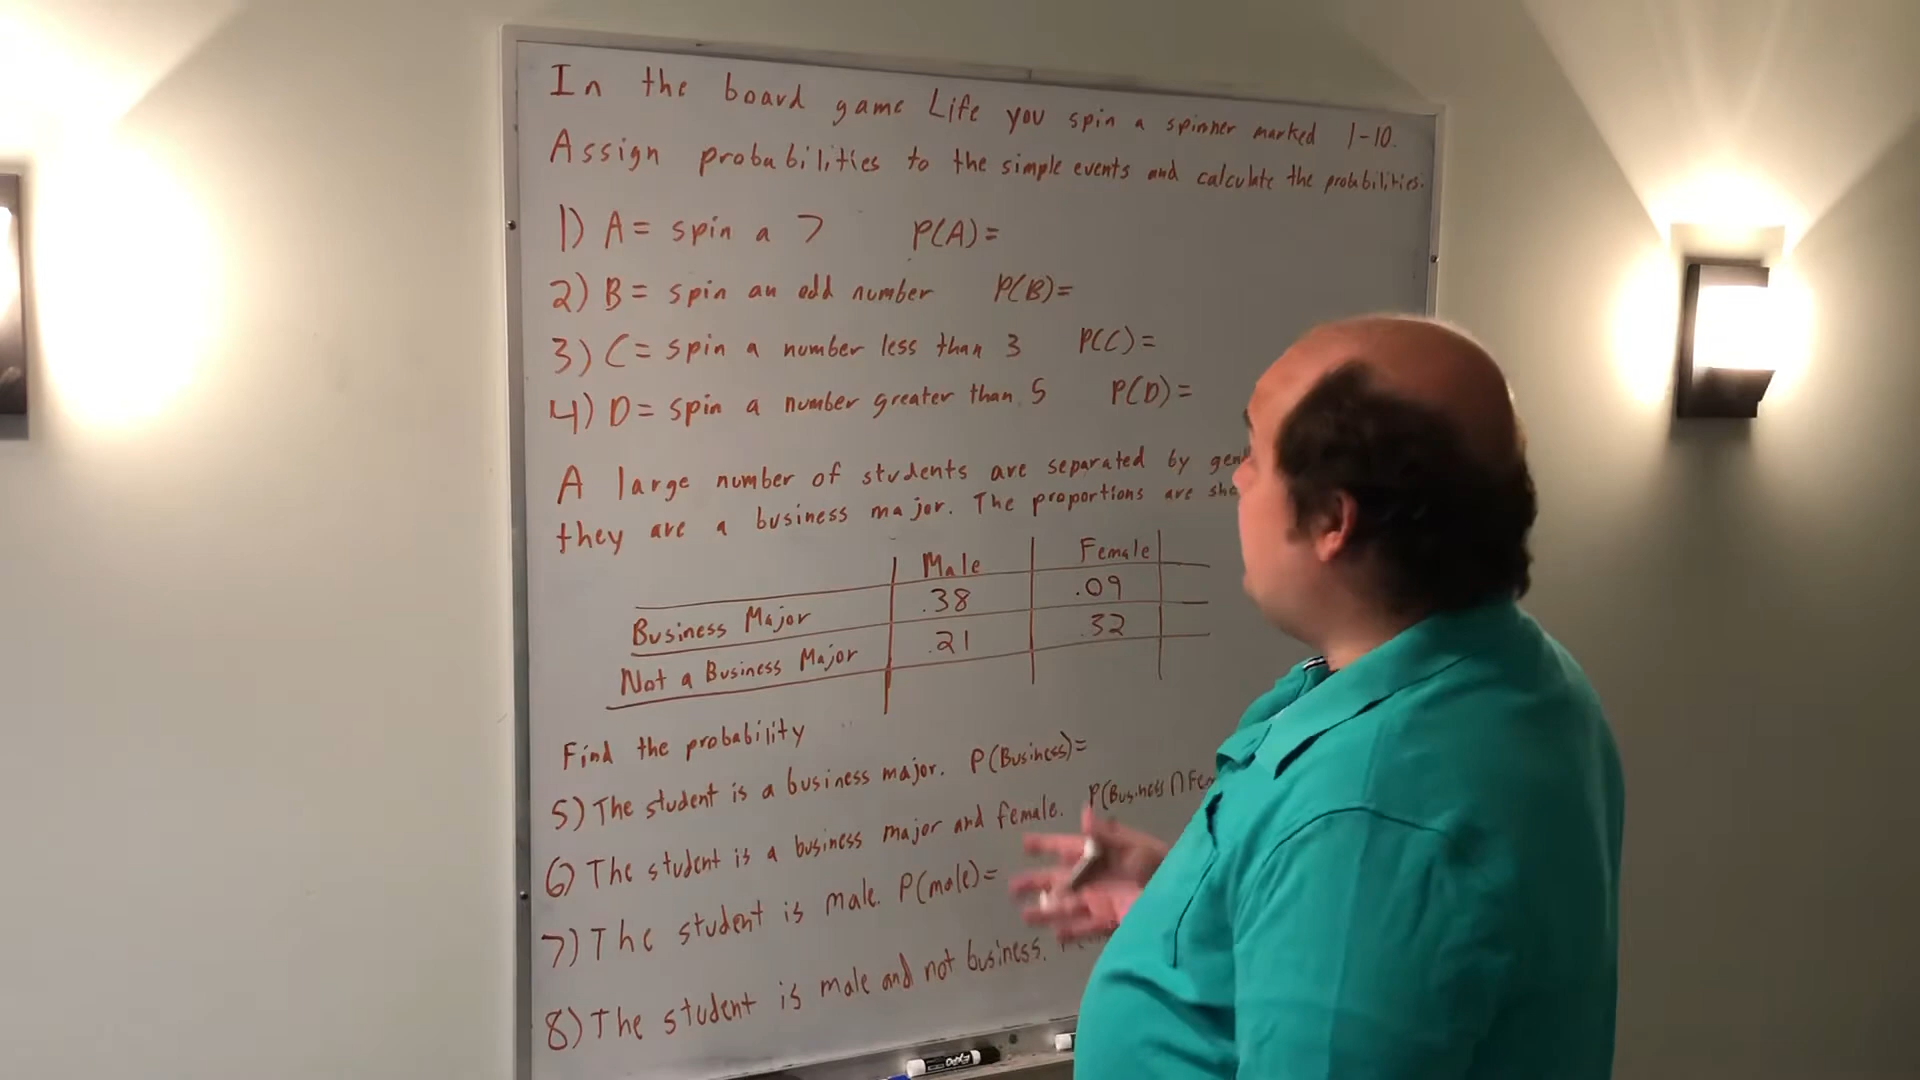 In the board game Life you spin a spinner marked 1-10.
Assign probabilities to the simple events and calculate the probabilities.
1) A= spin a 7 P(A)=
2) B= spin an odd number P(B)=
3) C= spin a number less than 3 P(C)=
4) D= spin a number greater than 5 P(D)=
A large number of students are separated by
they are a business major. The proportions are
Male Female
Business Major .38 .09
Not a Business Major .21 .32
Find the probability
5) The student is a business major. P(Business)=
6) The student is a business major and female. P(Business ∩
7) The student is male. P(male)=
8) The student is male and not business.
EXPO